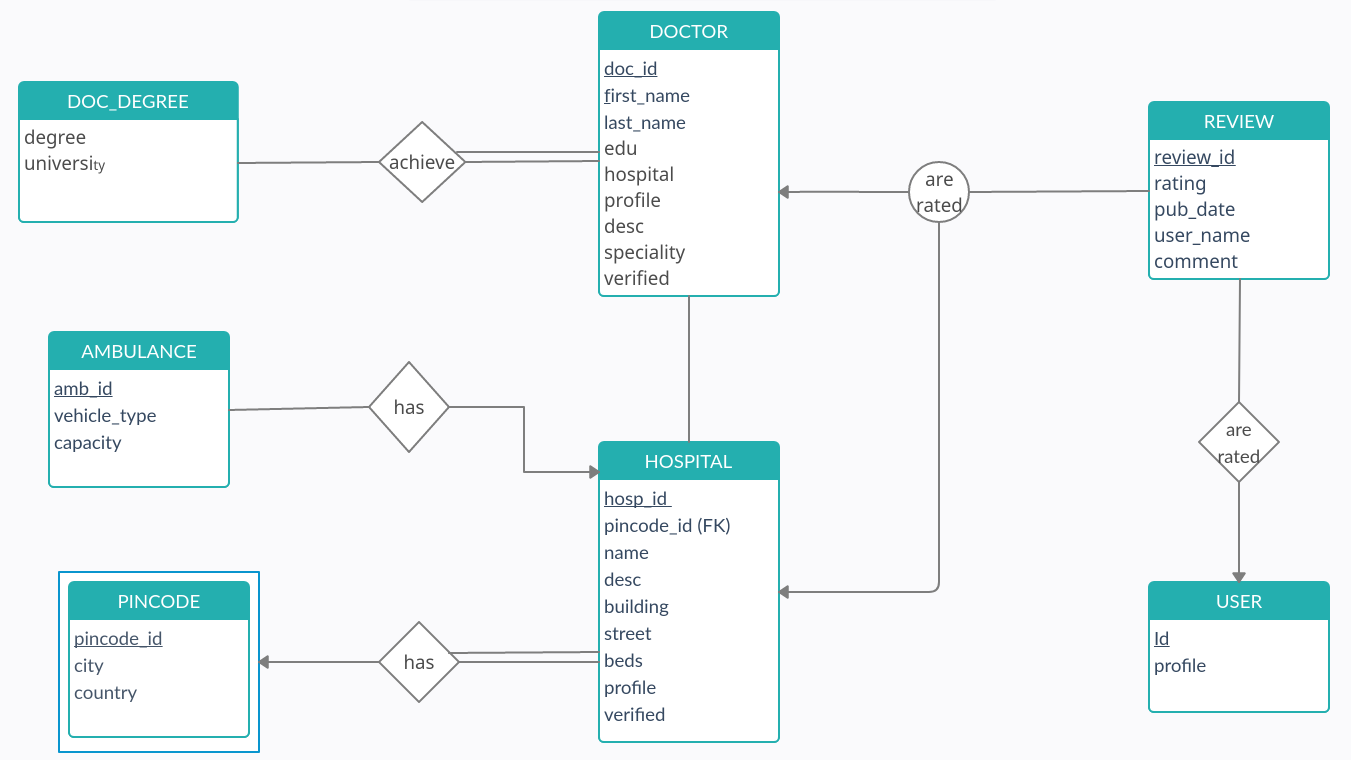 DOCTOR
doc_id
first_name
last_name
edu
hospital
profile
desc
speciality
verified
DOC_DEGREE
degree
university
achieve
are
rated
REVIEW
review_id
rating
pub_date
user_name
comment
AMBULANCE
amb_id
vehicle_type
capacity
has
HOSPITAL
hosp_id
pincode_id (FK)
name
desc
building
street
beds
profile
verified
are
rated
PINCODE
pincode_id
city
country
has
USER
Id
profile